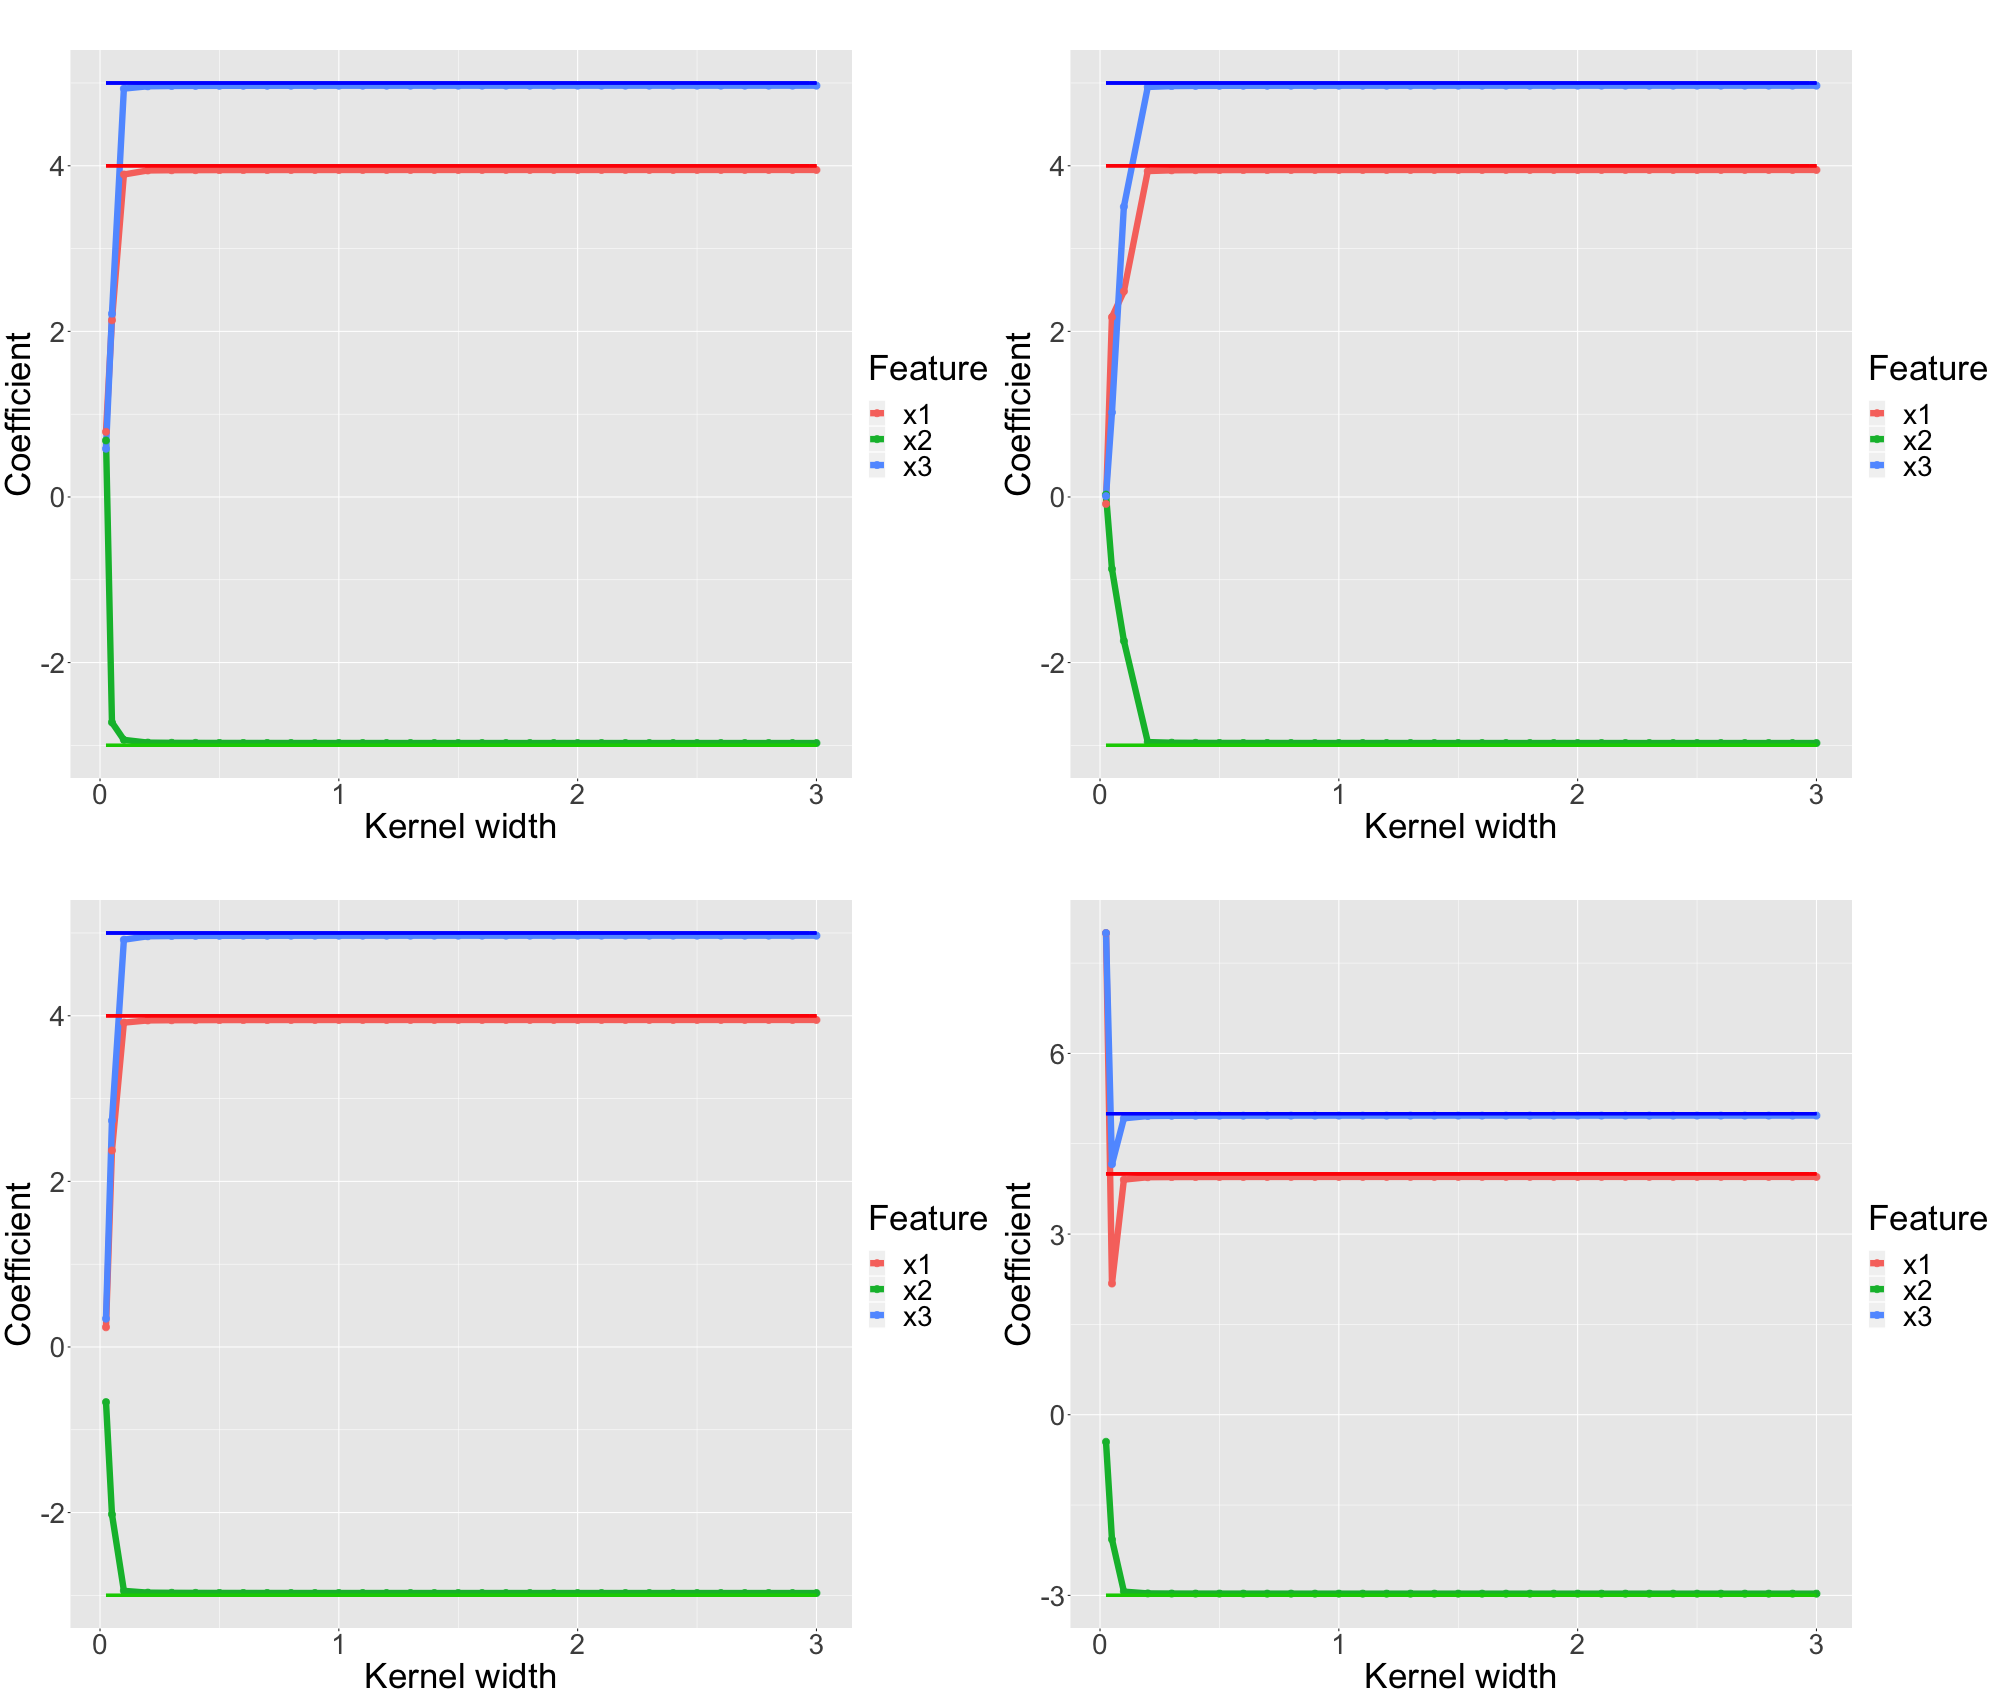 Coefficient
4
2
0
-2
0 1 2 3
Kernel width
Feature
x1
x2
x3
Coefficient
4
2
0
-2
0 1 2 3
Kernel width
Feature
x1
x2
x3
Coefficient
4
2
0
-2
0 1 2 3
Kernel width
Feature
x1
x2
x3
Coefficient
6
3
0
-3
0 1 2 3
Kernel width
Feature
x1
x2
x3